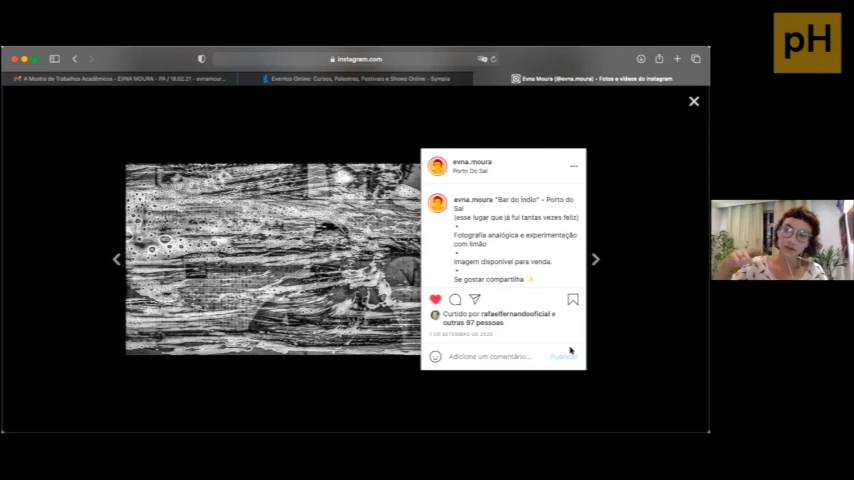 pH
instagram.com
A Mostra de Trabalhos Acadêmicos - EVNA MOURA - PA / 18.02.21 - evnamour...
Eventos Online: Cursos, Palestras, Festivais e Shows Online - Sympla
Evna Moura (@evna.moura) • Fotos e vídeos do Instagram
evna.moura
Porto Do Sal
evna.moura "Bar do Índio" - Porto do
Sal
(esse lugar que já fui tantas vezes feliz)
•
Fotografia analógica e experimentação
com limão
•
Imagem disponível para venda.
•
Se gostar compartilha ✨
Curtido por rafaelfernandooficial e
outras 97 pessoas
7 DE SETEMBRO DE 2020
Adicione um comentário...
Publicar